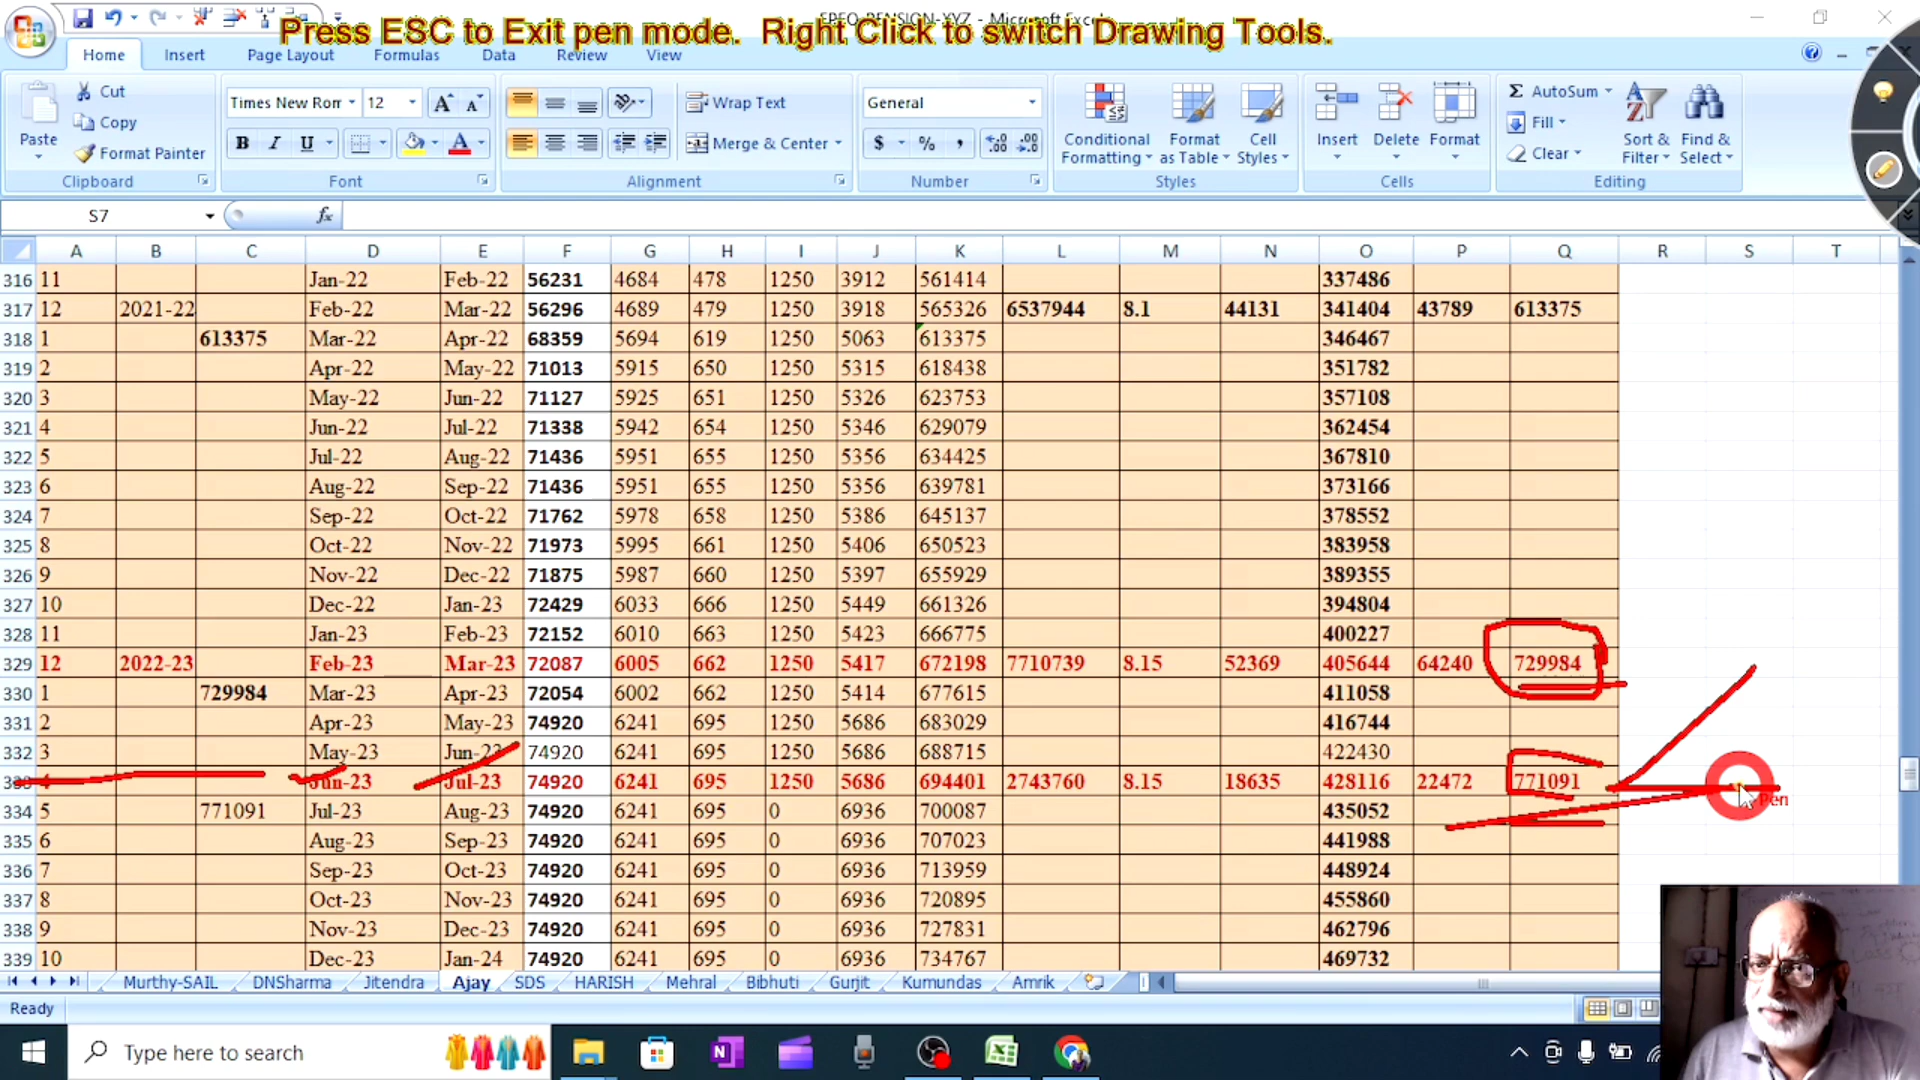 EPFO-PENSION-XYZ - Microsoft Excel
Press ESC to Exit pen mode. Right Click to switch Drawing Tools.
Home Insert Page Layout Formulas Data Review View
Paste
Cut
Copy
Format Painter
Clipboard
Times New Ron 12
B I U
Font
Wrap Text
Merge & Center
Alignment
General
$ % ,
Number
Conditional Formatting
Format as Table
Cell Styles
Styles
Insert Delete Format
Cells
AutoSum
Fill
Clear
Sort & Filter
Find & Select
Editing
S7 fx
A B C D E F G H I J K L M N O P Q R S T
316 11 Jan-22 Feb-22 56231 4684 478 1250 3912 561414 337486
317 12 2021-22 Feb-22 Mar-22 56296 4689 479 1250 3918 565326 6537944 8.1 44131 341404 43789 613375
318 1 613375 Mar-22 Apr-22 68359 5694 619 1250 5063 613375 346467
319 2 Apr-22 May-22 71013 5915 650 1250 5315 618438 351782
320 3 May-22 Jun-22 71127 5925 651 1250 5326 623753 357108
321 4 Jun-22 Jul-22 71338 5942 654 1250 5346 629079 362454
322 5 Jul-22 Aug-22 71436 5951 655 1250 5356 634425 367810
323 6 Aug-22 Sep-22 71436 5951 655 1250 5356 639781 373166
324 7 Sep-22 Oct-22 71762 5978 658 1250 5386 645137 378552
325 8 Oct-22 Nov-22 71973 5995 661 1250 5406 650523 383958
326 9 Nov-22 Dec-22 71875 5987 660 1250 5397 655929 389355
327 10 Dec-22 Jan-23 72429 6033 666 1250 5449 661326 394804
328 11 Jan-23 Feb-23 72152 6010 663 1250 5423 666775 400227
329 12 2022-23 Feb-23 Mar-23 72087 6005 662 1250 5417 672198 7710739 8.15 52369 405644 64240 729984
330 1 729984 Mar-23 Apr-23 72054 6002 662 1250 5414 677615 411058
331 2 Apr-23 May-23 74920 6241 695 1250 5686 683029 416744
332 3 May-23 Jun-23 74920 6241 695 1250 5686 688715 422430
333 4 Jun-23 Jul-23 74920 6241 695 1250 5686 694401 2743760 8.15 18635 428116 22472 771091
334 5 771091 Jul-23 Aug-23 74920 6241 695 0 6936 700087 435052
335 6 Aug-23 Sep-23 74920 6241 695 0 6936 707023 441988
336 7 Sep-23 Oct-23 74920 6241 695 0 6936 713959 448924
337 8 Oct-23 Nov-23 74920 6241 695 0 6936 720895 455860
338 9 Nov-23 Dec-23 74920 6241 695 0 6936 727831 462796
339 10 Dec-23 Jan-24 74920 6241 695 0 6936 734767 469732
Pen
Murthy-SAIL DNSharma Jitendra Ajay SDS HARISH Mehral Bibhuti Gurjit Kumundas Amrik
Ready
Type here to search